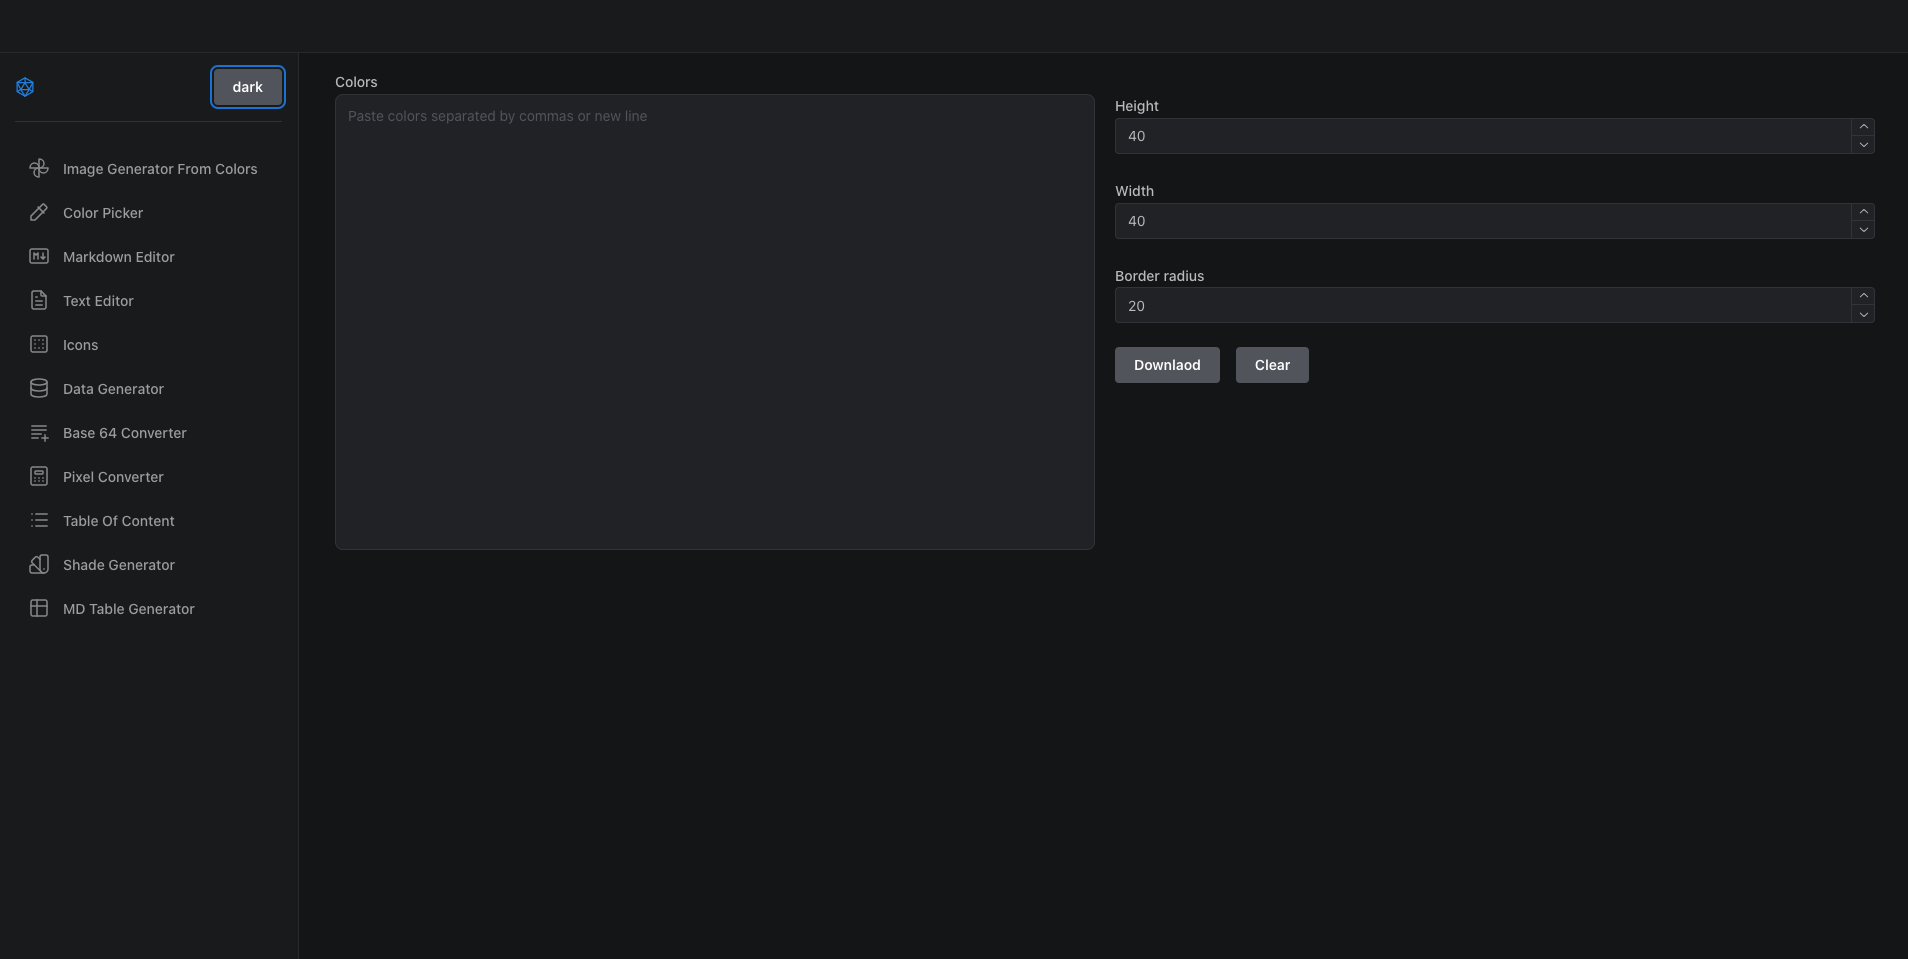 dark
Image Generator From Colors
Color Picker
Markdown Editor
Text Editor
Icons
Data Generator
Base 64 Converter
Pixel Converter
Table Of Content
Shade Generator
MD Table Generator
Colors
Paste colors separated by commas or new line
Height
40
Width
40
Border radius
20
Downlaod
Clear